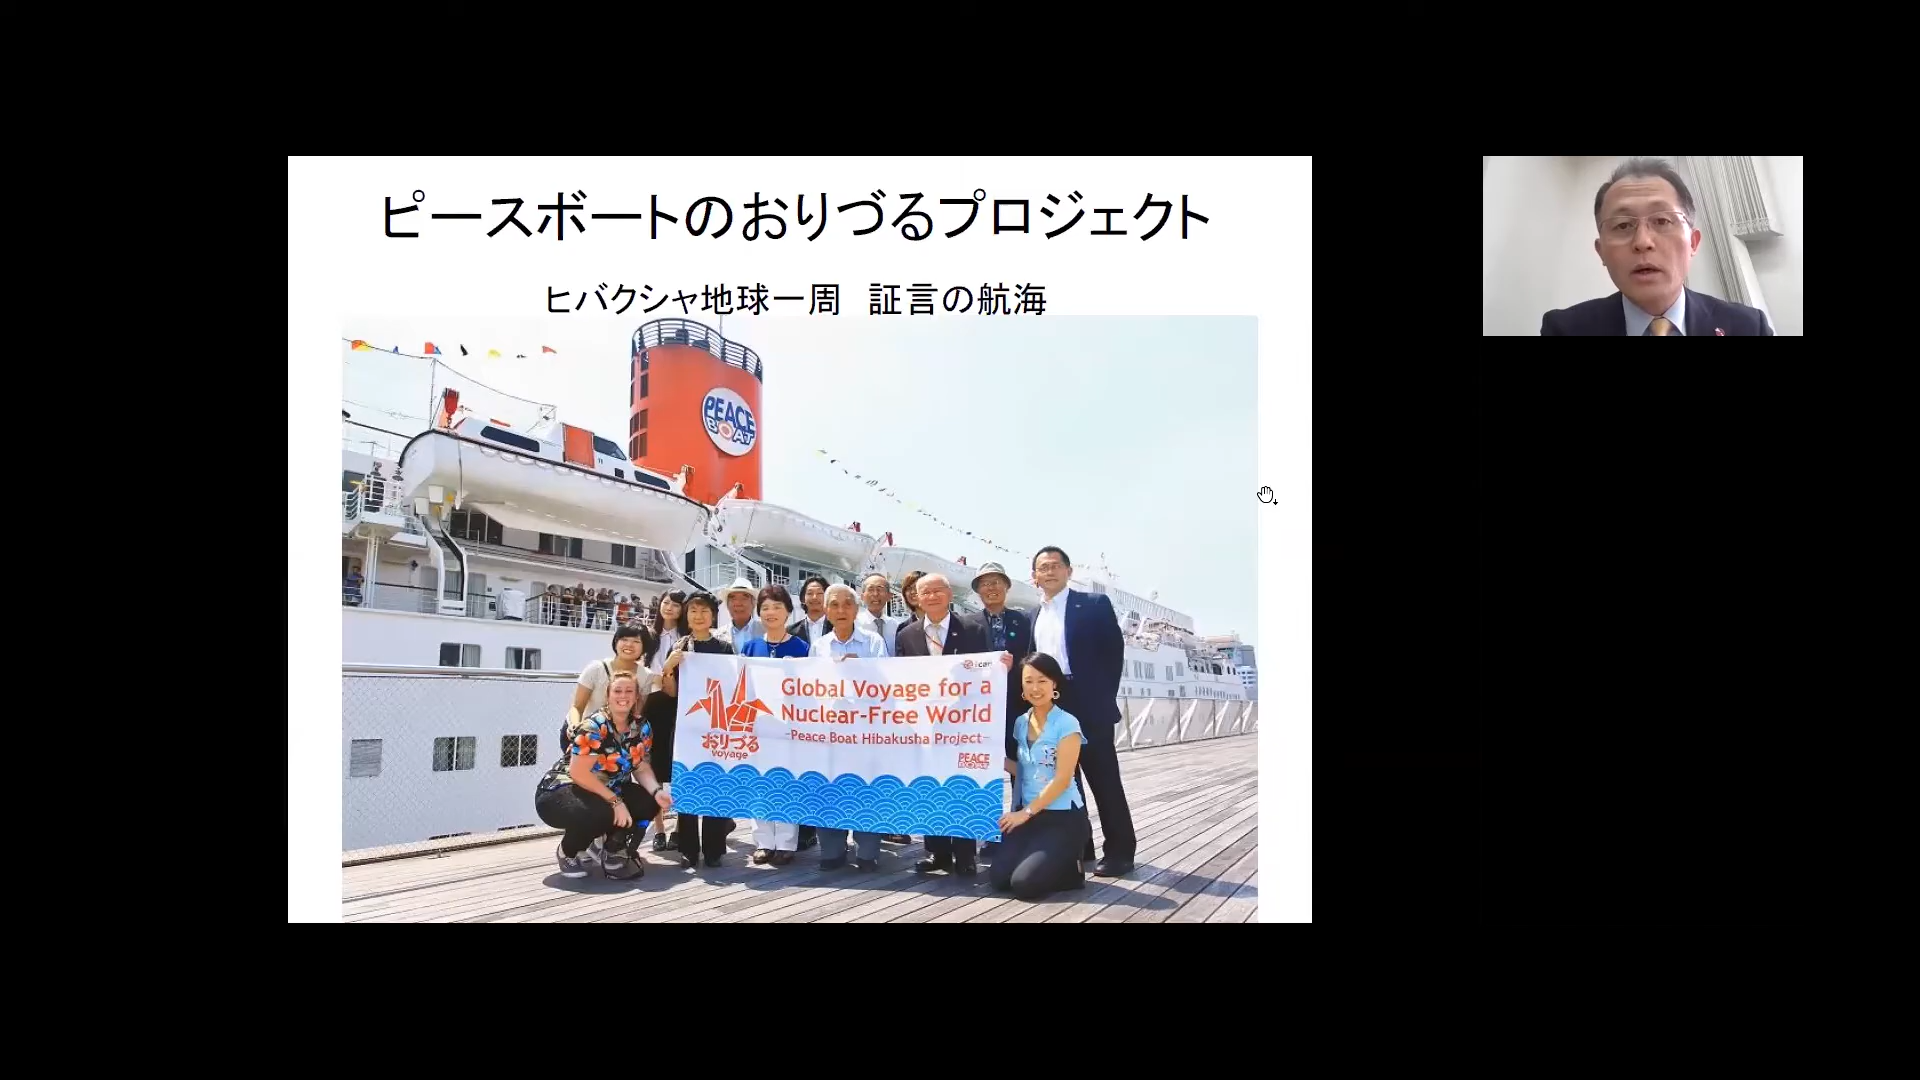 ピースボートのおりづるプロジェクト
ヒバクシャ地球一周　証言の航海
PEACE
BOAT
ican
Global Voyage for a
Nuclear-Free World
-Peace Boat Hibakusha Project-
おりづる
voyage
PEACE
BOAT